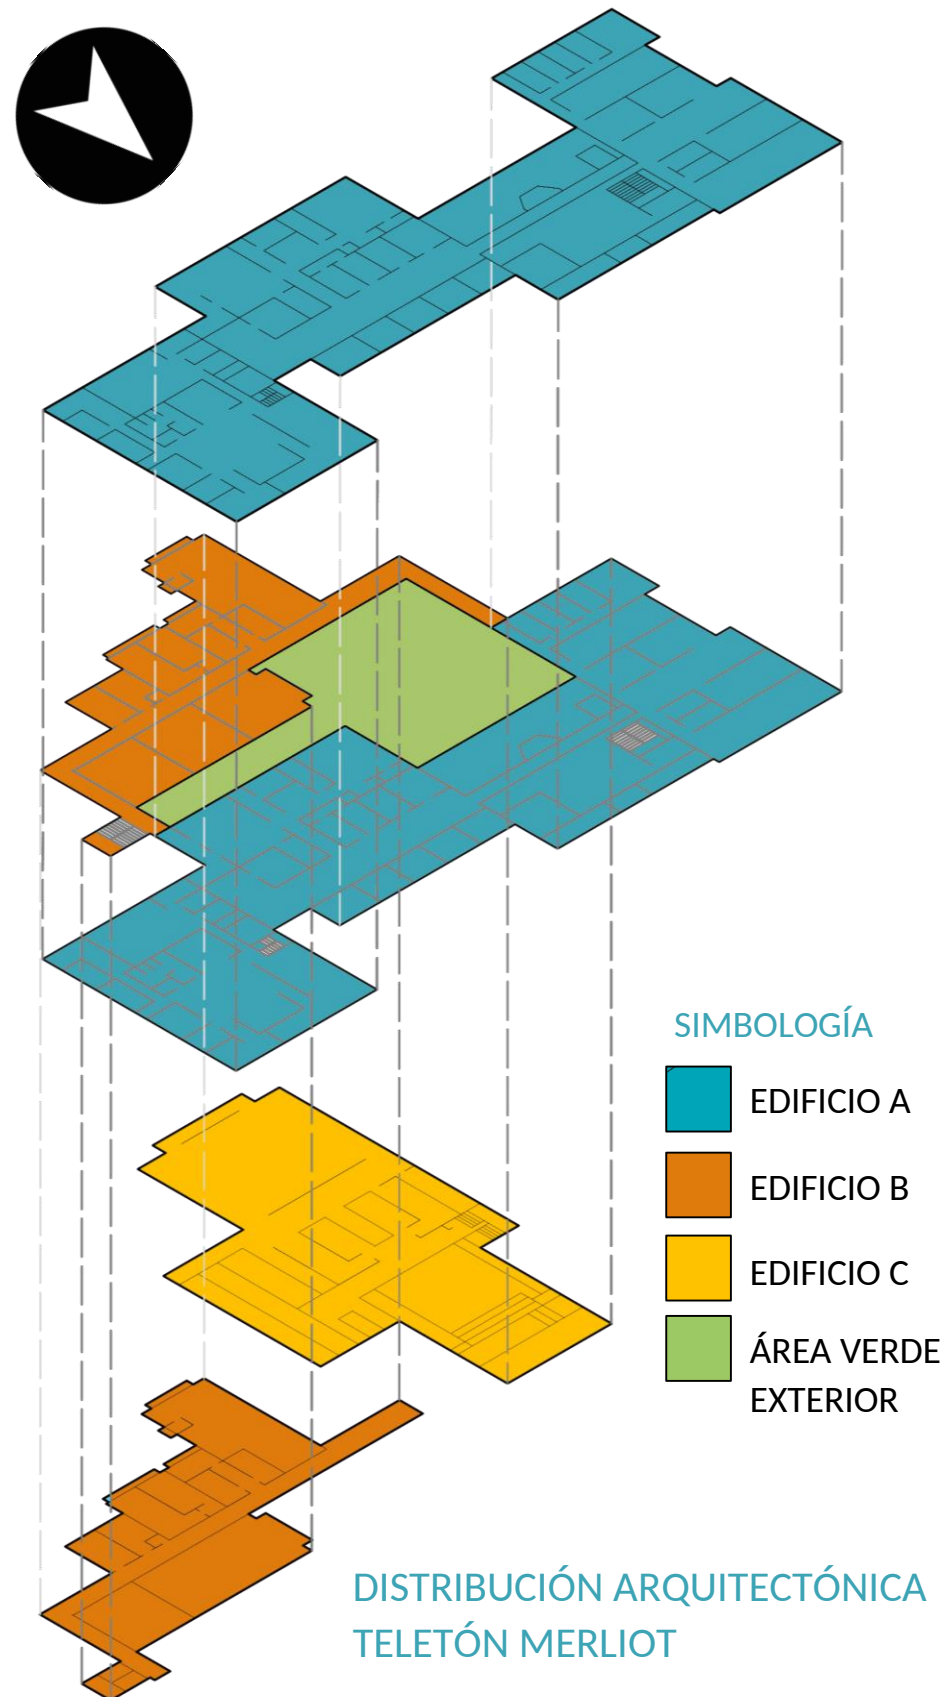 SIMBOLOGÍA
EDIFICIO A
EDIFICIO B
EDIFICIO C
ÁREA VERDE
EXTERIOR
DISTRIBUCIÓN ARQUITECTÓNICA
TELETÓN MERLIOT